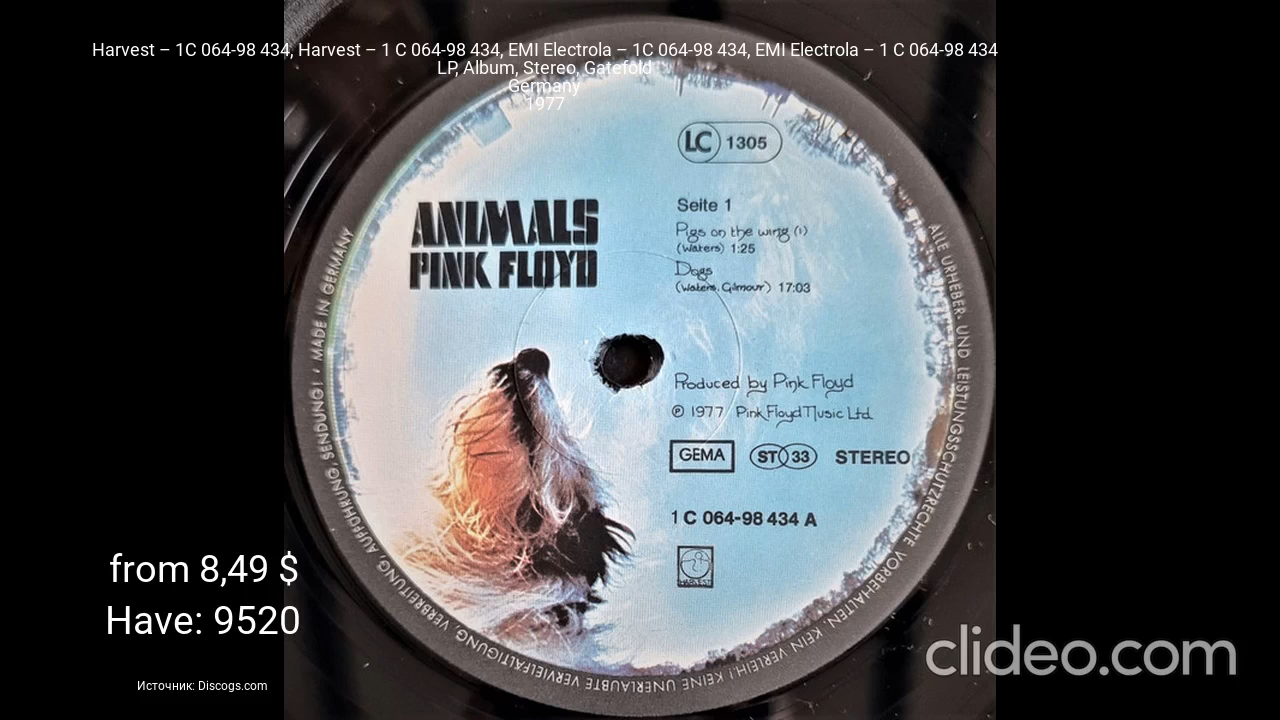 Harvest – 1C 064-98 434, Harvest – 1 C 064-98 434, EMI Electrola – 1C 064-98 434, EMI Electrola – 1 C 064-98 434
LP, Album, Stereo, Gatefold
Germany
1977
LC 1305
ANIMALS
PINK FLOYD
Seite 1
Pigs on the wing (1)
(Waters) 1:25
Dogs
(Waters, Gilmour) 17:03
Produced by Pink Floyd
℗ 1977 Pink Floyd Music Ltd.
GEMA ST 33 STEREO
1 C 064-98 434 A
HARVEST
ALLE URHEBER- UND LEISTUNGSSCHUTZRECHTE VORBEHALTEN. KEIN VERLEIH! KEINE UNERLAUBTE VERVIELFÄLTIGUNG, VERBREITUNG, AUFFÜHRUNG, SENDUNG! • MADE IN GERMANY
from 8,49 $
Have: 9520
Источник: Discogs.com
clideo.com